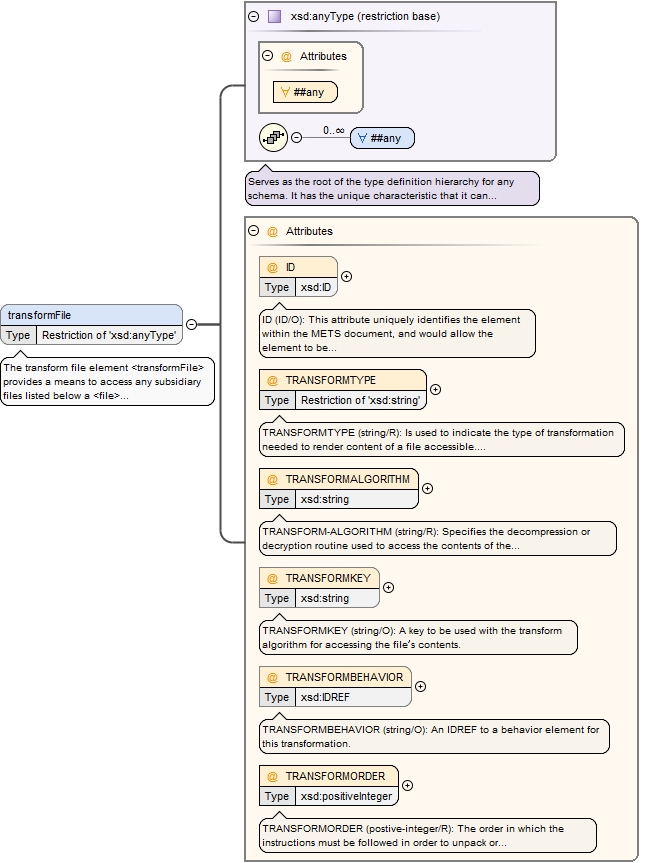 xsd:anyType (restriction base)
@ Attributes
∀ ##any
0..∞
∀ ##any
Serves as the root of the type definition hierarchy for any
schema. It has the unique characteristic that it can...
@ Attributes
@ ID
Type xsd:ID
ID (ID/O): This attribute uniquely identifies the element
within the METS document, and would allow the
element to be...
transformFile
Type Restriction of 'xsd:anyType'
The transform file element <transformFile>
provides a means to access any subsidiary
files listed below a <file>...
@ TRANSFORMTYPE
Type Restriction of 'xsd:string'
TRANSFORMTYPE (string/R): Is used to indicate the type of transformation
needed to render content of a file accessible....
@ TRANSFORMALGORITHM
Type xsd:string
TRANSFORM-ALGORITHM (string/R): Specifies the decompression or
decryption routine used to access the contents of the...
@ TRANSFORMKEY
Type xsd:string
TRANSFORMKEY (string/O): A key to be used with the transform
algorithm for accessing the file's contents.
@ TRANSFORMBEHAVIOR
Type xsd:IDREF
TRANSFORMBEHAVIOR (string/O): An IDREF to a behavior element for
this transformation.
@ TRANSFORMORDER
Type xsd:positiveInteger
TRANSFORMORDER (postive-integer/R): The order in which the
instructions must be followed in order to unpack or...